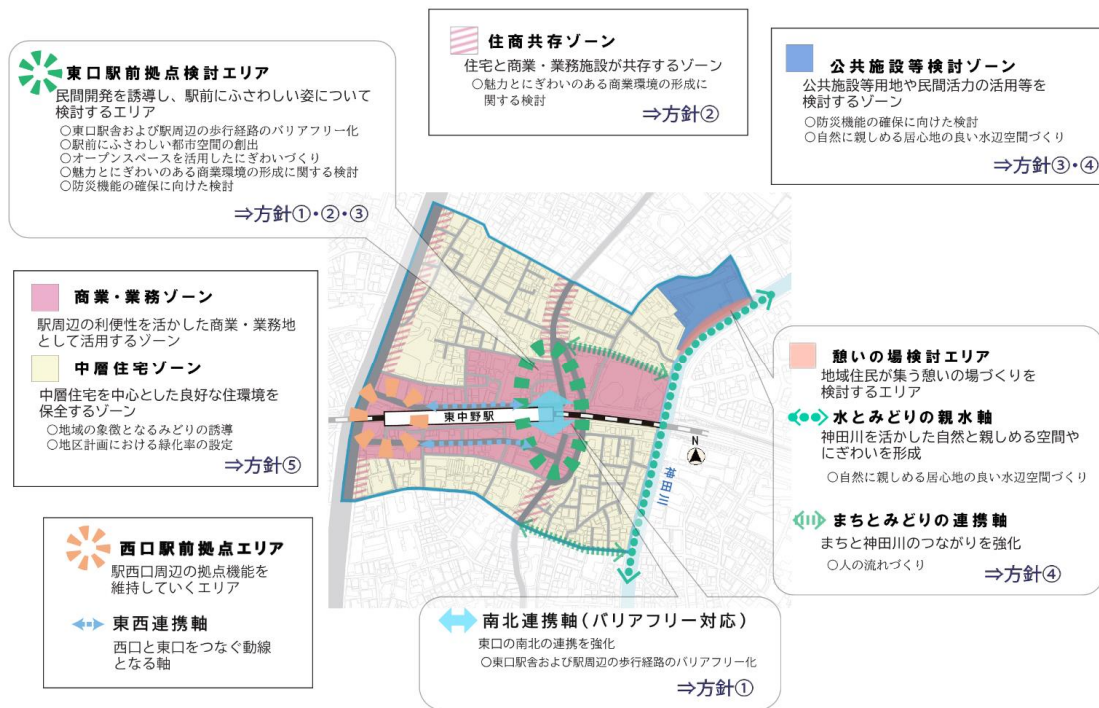 東口駅前拠点検討エリア
民間開発を誘導し、駅前にふさわしい姿について
検討するエリア
○東口駅舎および駅周辺の歩行経路のバリアフリー化
○駅前にふさわしい都市空間の創出
○オープンスペースを活用したにぎわいづくり
○魅力とにぎわいのある商業環境の形成に関する検討
○防災機能の確保に向けた検討
⇒方針①・②・③
住商共存ゾーン
住宅と商業・業務施設が共存するゾーン
○魅力とにぎわいのある商業環境の形成に
関する検討
⇒方針②
公共施設等検討ゾーン
公共施設等用地や民間活力の活用等を
検討するゾーン
○防災機能の確保に向けた検討
○自然に親しめる居心地の良い水辺空間づくり
⇒方針③・④
商業・業務ゾーン
駅周辺の利便性を活かした商業・業務地
として活用するゾーン
中層住宅ゾーン
中層住宅を中心とした良好な住環境を
保全するゾーン
○地域の象徴となるみどりの誘導
○地区計画における緑化率の設定
⇒方針⑤
東中野駅
N
神田川
憩いの場検討エリア
地域住民が集う憩いの場づくりを
検討するエリア
水とみどりの親水軸
神田川を活かした自然と親しめる空間や
にぎわいを形成
○自然に親しめる居心地の良い水辺空間づくり
まちとみどりの連携軸
まちと神田川のつながりを強化
○人の流れづくり
⇒方針④
西口駅前拠点エリア
駅西口周辺の拠点機能を
維持していくエリア
東西連携軸
西口と東口をつなぐ動線
となる軸
南北連携軸(バリアフリー対応)
東口の南北の連携を強化
○東口駅舎および駅周辺の歩行経路のバリアフリー化
⇒方針①